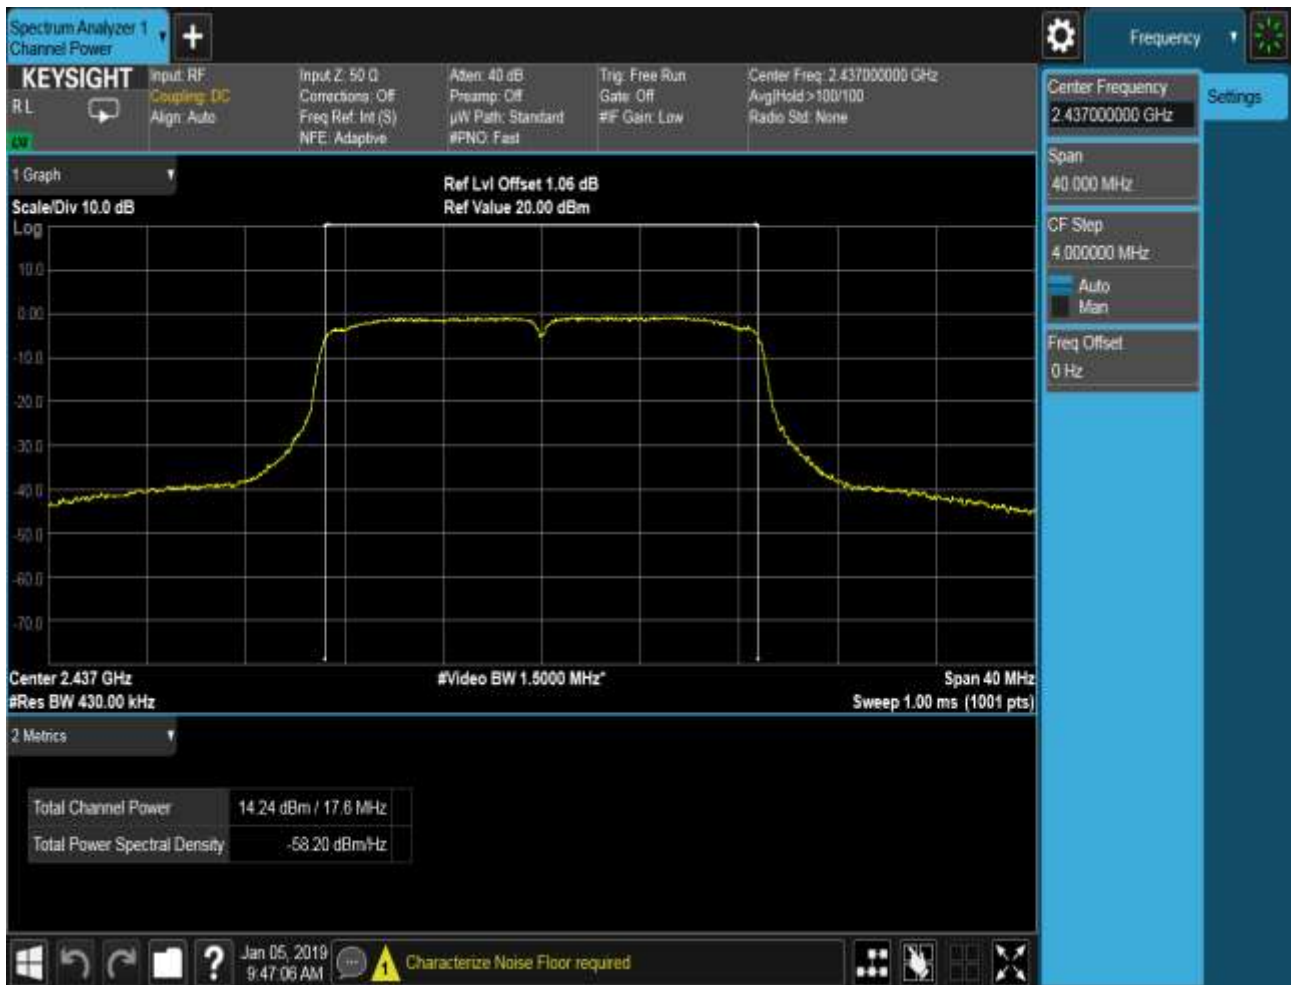 Spectrum Analyzer 1
Channel Power
Frequency
KEYSIGHT
R L
Input: RF
Coupling: DC
Align: Auto
Input Z: 50 Ω
Corrections: Off
Freq Ref: Int (S)
NFE: Adaptive
Atten: 40 dB
Preamp: Off
µW Path: Standard
#PNO: Fast
Trig: Free Run
Gate: Off
#IF Gain: Low
Center Freq: 2.437000000 GHz
Avg|Hold:>100/100
Radio Std: None
Center Frequency
2.437000000 GHz
Settings
Span
40.000 MHz
CF Step
4.000000 MHz
Auto
Man
Freq Offset
0 Hz
1 Graph
Scale/Div 10.0 dB
Ref Lvl Offset 1.06 dB
Ref Value 20.00 dBm
Log
10.0
0.00
-10.0
-20.0
-30.0
-40.0
-50.0
-60.0
-70.0
Center 2.437 GHz
#Video BW 1.5000 MHz*
Span 40 MHz
#Res BW 430.00 kHz
Sweep 1.00 ms (1001 pts)
2 Metrics
Total Channel Power 14.24 dBm / 17.6 MHz
Total Power Spectral Density -58.20 dBm/Hz
Jan 05, 2019
9:47:06 AM
1
Characterize Noise Floor required